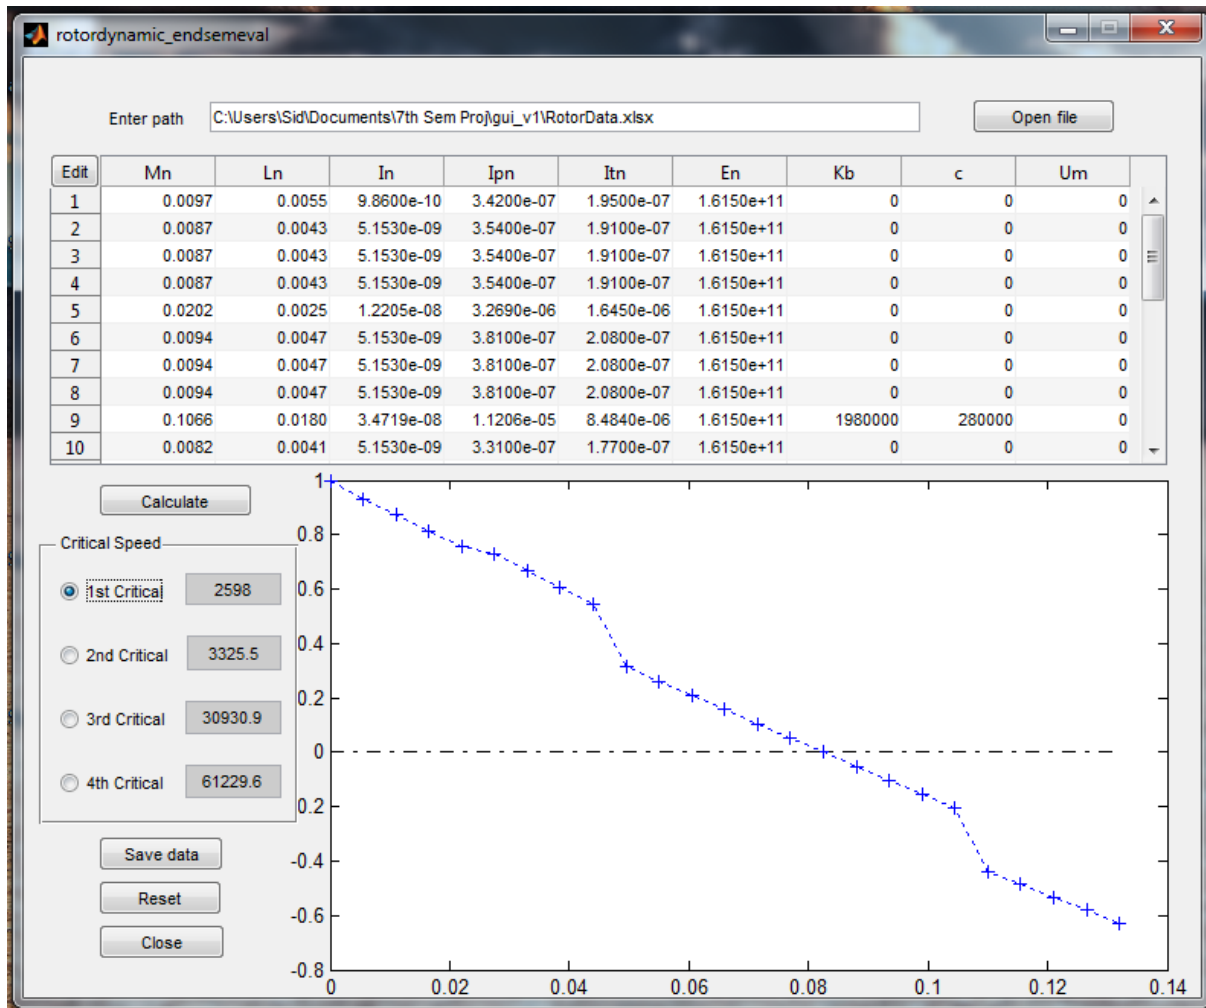 rotordynamic_endsemeval
Enter path C:\Users\Sid\Documents\7th Sem Proj\gui_v1\RotorData.xlsx Open file
Edit Mn Ln In Ipn Itn En Kb c Um
1 0.0097 0.0055 9.8600e-10 3.4200e-07 1.9500e-07 1.6150e+11 0 0 0
2 0.0087 0.0043 5.1530e-09 3.5400e-07 1.9100e-07 1.6150e+11 0 0 0
3 0.0087 0.0043 5.1530e-09 3.5400e-07 1.9100e-07 1.6150e+11 0 0 0
4 0.0087 0.0043 5.1530e-09 3.5400e-07 1.9100e-07 1.6150e+11 0 0 0
5 0.0202 0.0025 1.2205e-08 3.2690e-06 1.6450e-06 1.6150e+11 0 0 0
6 0.0094 0.0047 5.1530e-09 3.8100e-07 2.0800e-07 1.6150e+11 0 0 0
7 0.0094 0.0047 5.1530e-09 3.8100e-07 2.0800e-07 1.6150e+11 0 0 0
8 0.0094 0.0047 5.1530e-09 3.8100e-07 2.0800e-07 1.6150e+11 0 0 0
9 0.1066 0.0180 3.4719e-08 1.1206e-05 8.4840e-06 1.6150e+11 1980000 280000 0
10 0.0082 0.0041 5.1530e-09 3.3100e-07 1.7700e-07 1.6150e+11 0 0 0
Calculate
Critical Speed
1st Critical 2598
2nd Critical 3325.5
3rd Critical 30930.9
4th Critical 61229.6
Save data
Reset
Close
1
0.8
0.6
0.4
0.2
0
0.2
-0.4
-0.6
-0.8
0 0.02 0.04 0.06 0.08 0.1 0.12 0.14